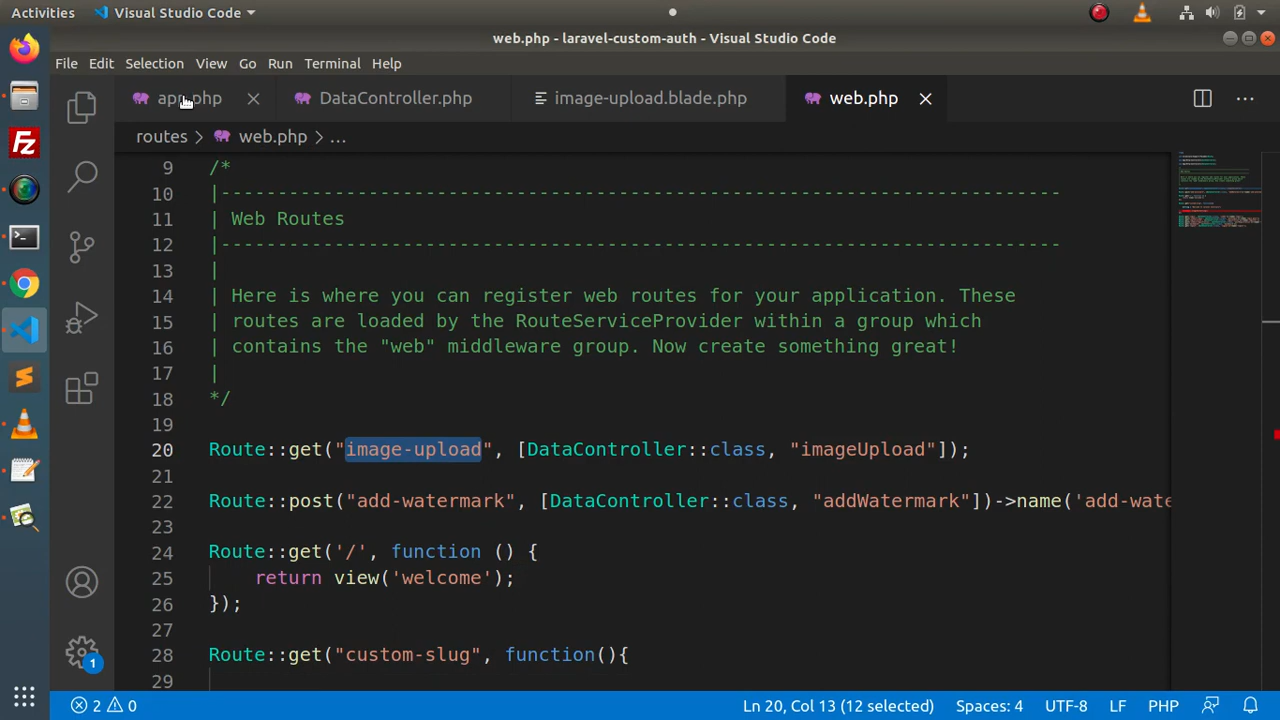 Activities Visual Studio Code
web.php - laravel-custom-auth - Visual Studio Code
File Edit Selection View Go Run Terminal Help
app.php DataController.php image-upload.blade.php web.php
routes > web.php > ...
9 /*
10 |--------------------------------------------------------------------------
11 | Web Routes
12 |--------------------------------------------------------------------------
13 |
14 | Here is where you can register web routes for your application. These
15 | routes are loaded by the RouteServiceProvider within a group which
16 | contains the "web" middleware group. Now create something great!
17 |
18 */
19
20 Route::get("image-upload", [DataController::class, "imageUpload"]);
21
22 Route::post("add-watermark", [DataController::class, "addWatermark"])->name('add-wate
23
24 Route::get('/', function () {
25 return view('welcome');
26 });
27
28 Route::get("custom-slug", function(){
29
1
2 0 Ln 20, Col 13 (12 selected) Spaces: 4 UTF-8 LF PHP